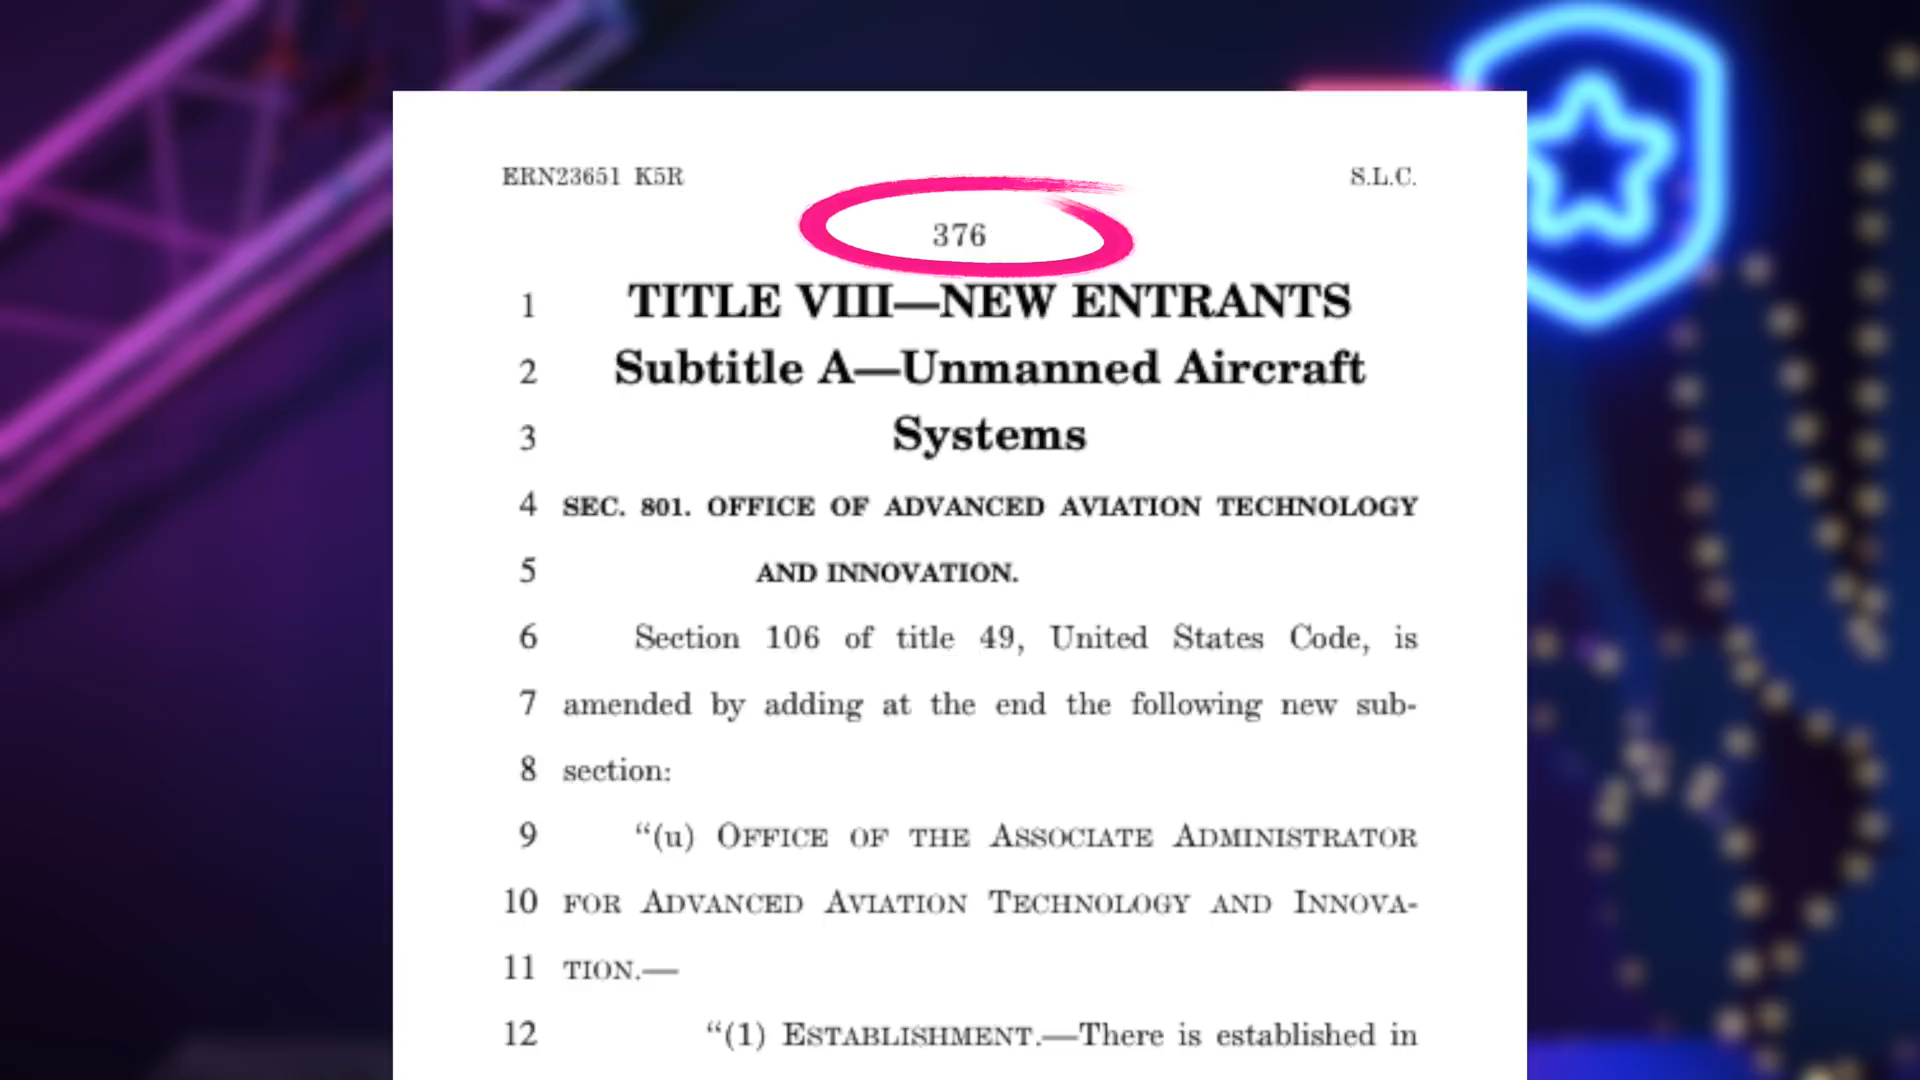 ERN23651 K5R S.L.C.
376
1 TITLE VIII—NEW ENTRANTS
2 Subtitle A—Unmanned Aircraft
3 Systems
4 SEC. 801. OFFICE OF ADVANCED AVIATION TECHNOLOGY
5 AND INNOVATION.
6 Section 106 of title 49, United States Code, is
7 amended by adding at the end the following new sub-
8 section:
9 “(u) OFFICE OF THE ASSOCIATE ADMINISTRATOR
10 FOR ADVANCED AVIATION TECHNOLOGY AND INNOVA-
11 TION.—
12 “(1) ESTABLISHMENT.—There is established in